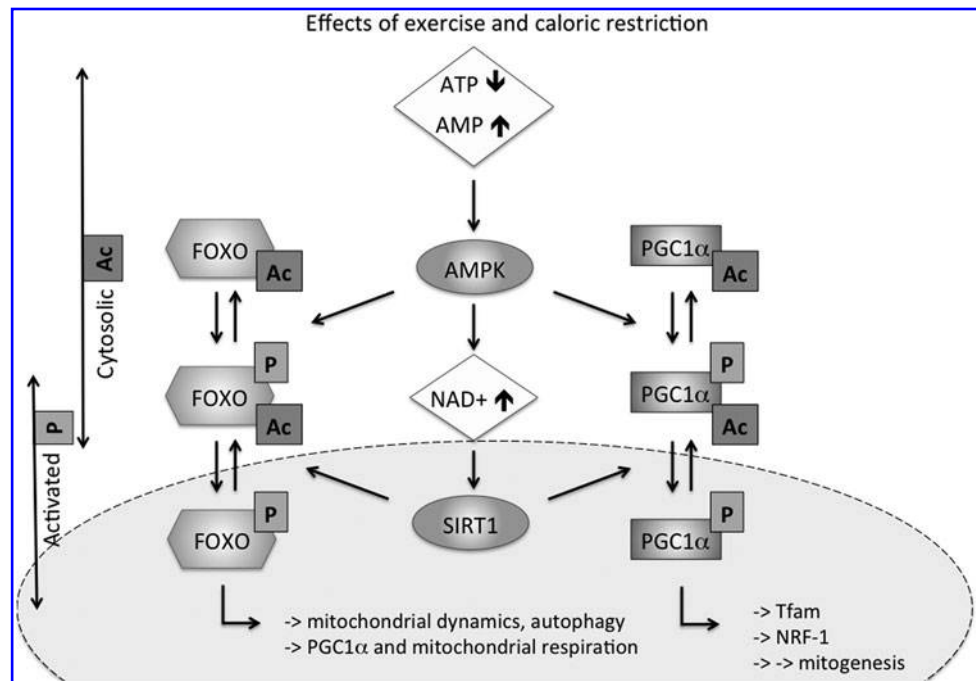 Effects of exercise and caloric restriction
ATP
AMP
FOXO
Ac
AMPK
PGC1α
Ac
Ac
Cytosolic
P
FOXO
Ac
NAD+
P
PGC1α
Ac
P
Activated
P
FOXO
SIRT1
P
PGC1α
-> mitochondrial dynamics, autophagy
-> PGC1α and mitochondrial respiration
-> Tfam
-> NRF-1
-> -> mitogenesis